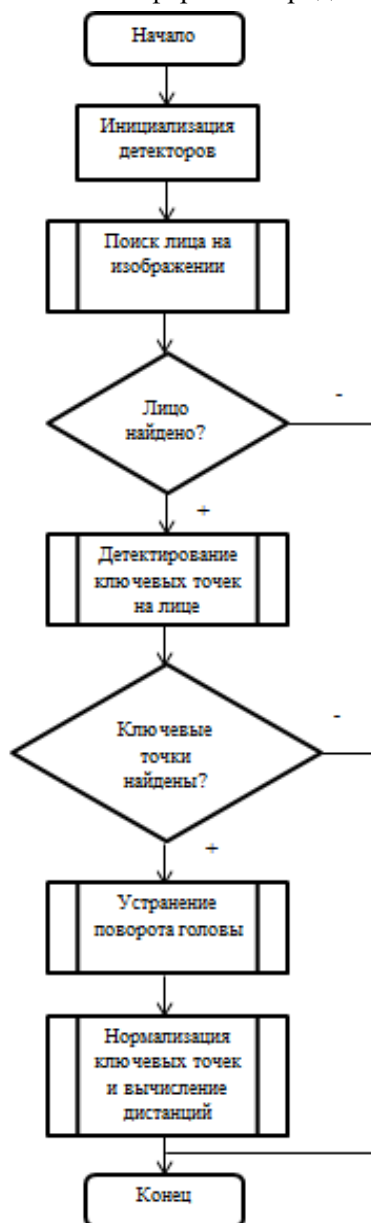 Начало
Инициализация
детекторов
Поиск лица на
изображении
Лицо
найдено?
-
+
Детектирование
ключевых точек
на лице
Ключевые
точки
найдены?
-
+
Устранение
поворота головы
Нормализация
ключевых точек
и вычисление
дистанций
Конец